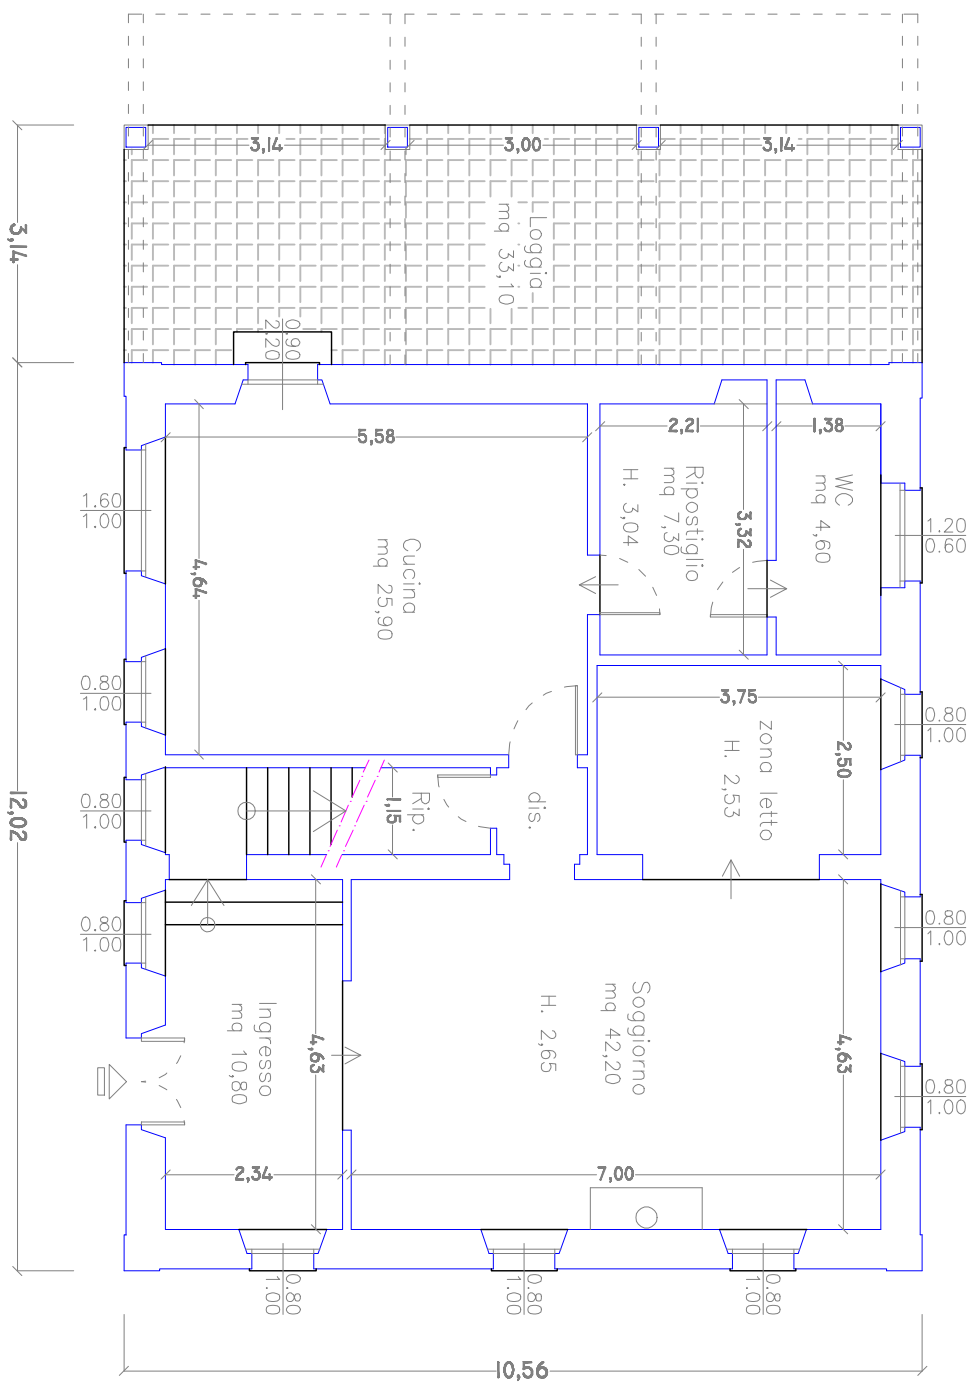 3,14
3,00
3,14
3,14
Loggia
mq 33,10
0.90
2.20
5,58
2,21
1,38
1.60
1.00
1.20
0.60
WC
mq 4,60
Ripostiglio
mq 7,30
H. 3,04
3,32
Cucina
mq 25,90
4,64
0.80
1.00
3,75
0.80
1.00
zona letto
H. 2,53
2,50
0.80
1.00
1,15
Rip.
dis.
12,02
0.80
1.00
0.80
1.00
Ingresso
mq 10,80
4,63
Soggiorno
mq 42,20
H. 2,65
4,63
0.80
1.00
2,34
7,00
0.80
1.00
0.80
1.00
0.80
1.00
10,56